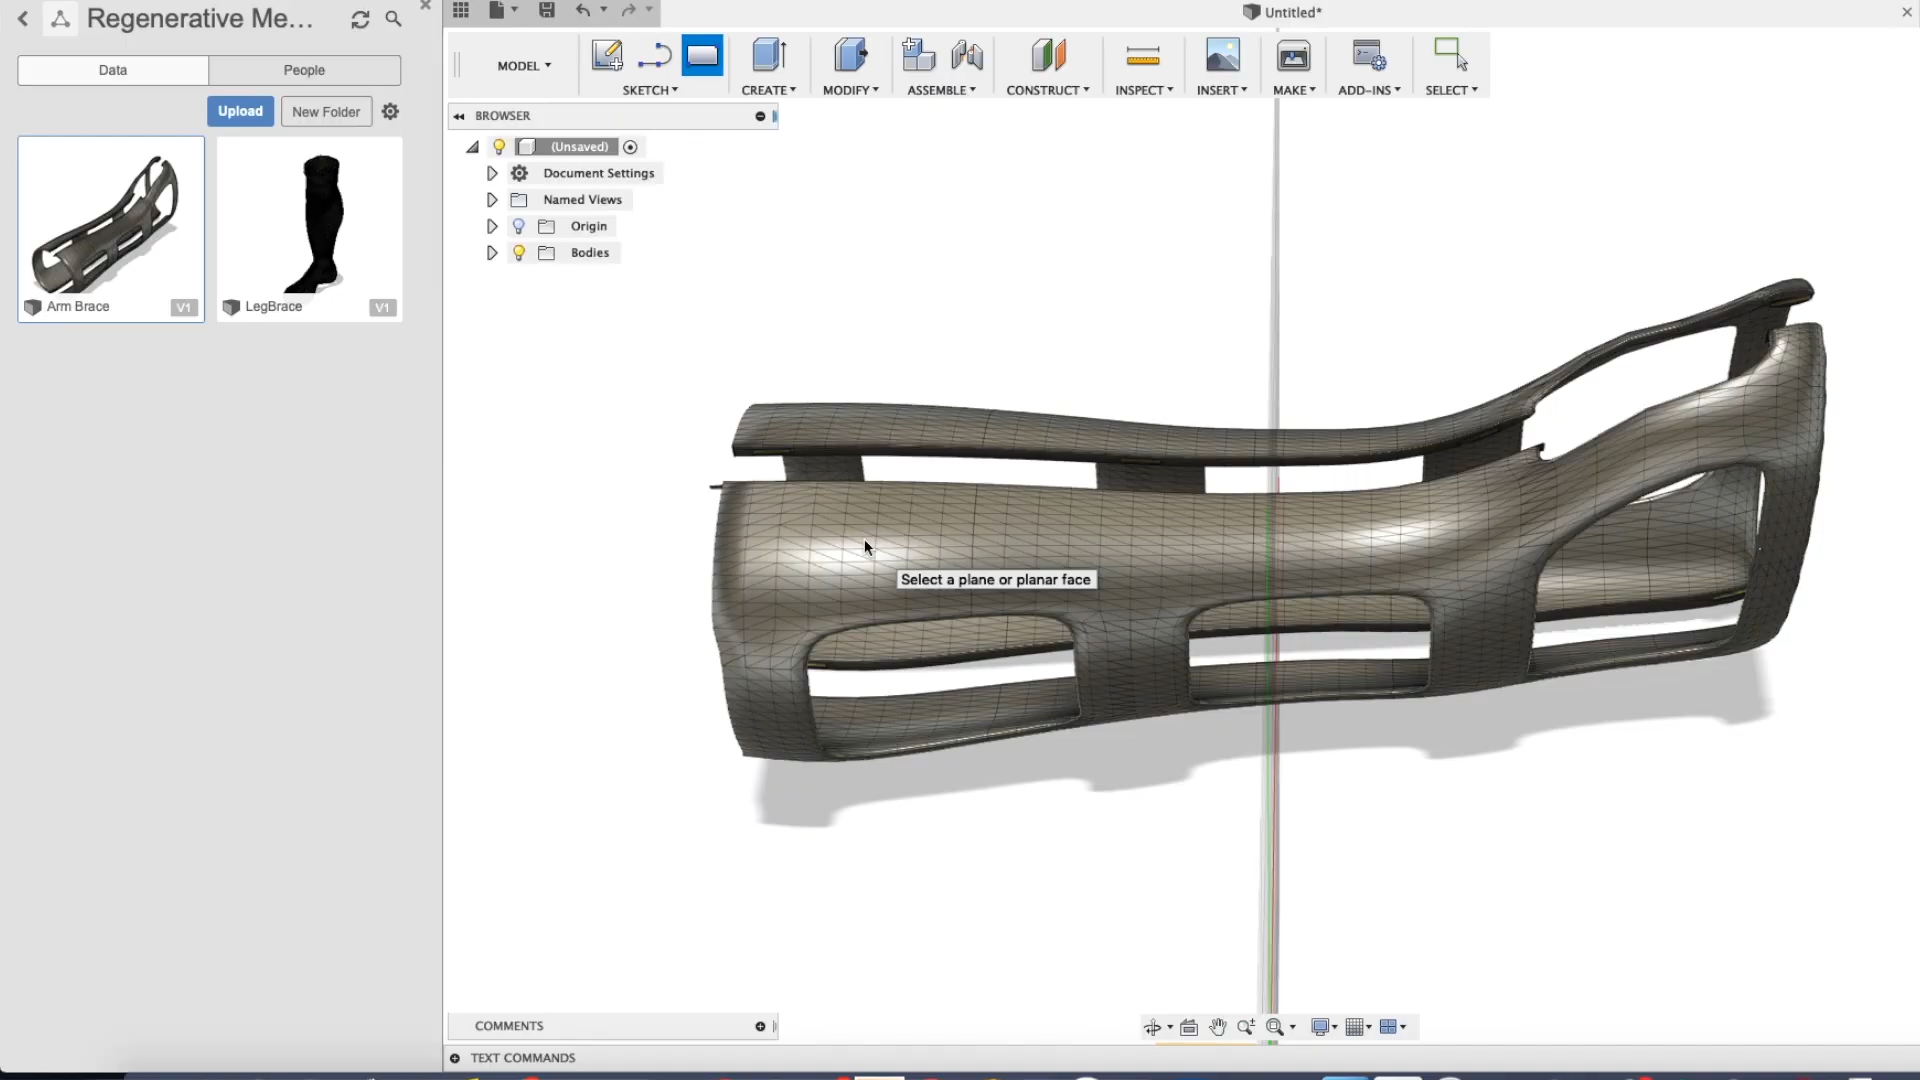 Regenerative Me...
Data
People
Upload
New Folder
Arm Brace
V1
LegBrace
V1
Untitled*
MODEL
SKETCH
CREATE
MODIFY
ASSEMBLE
CONSTRUCT
INSPECT
INSERT
MAKE
ADD-INS
SELECT
BROWSER
(Unsaved)
Document Settings
Named Views
Origin
Bodies
Select a plane or planar face
COMMENTS
TEXT COMMANDS